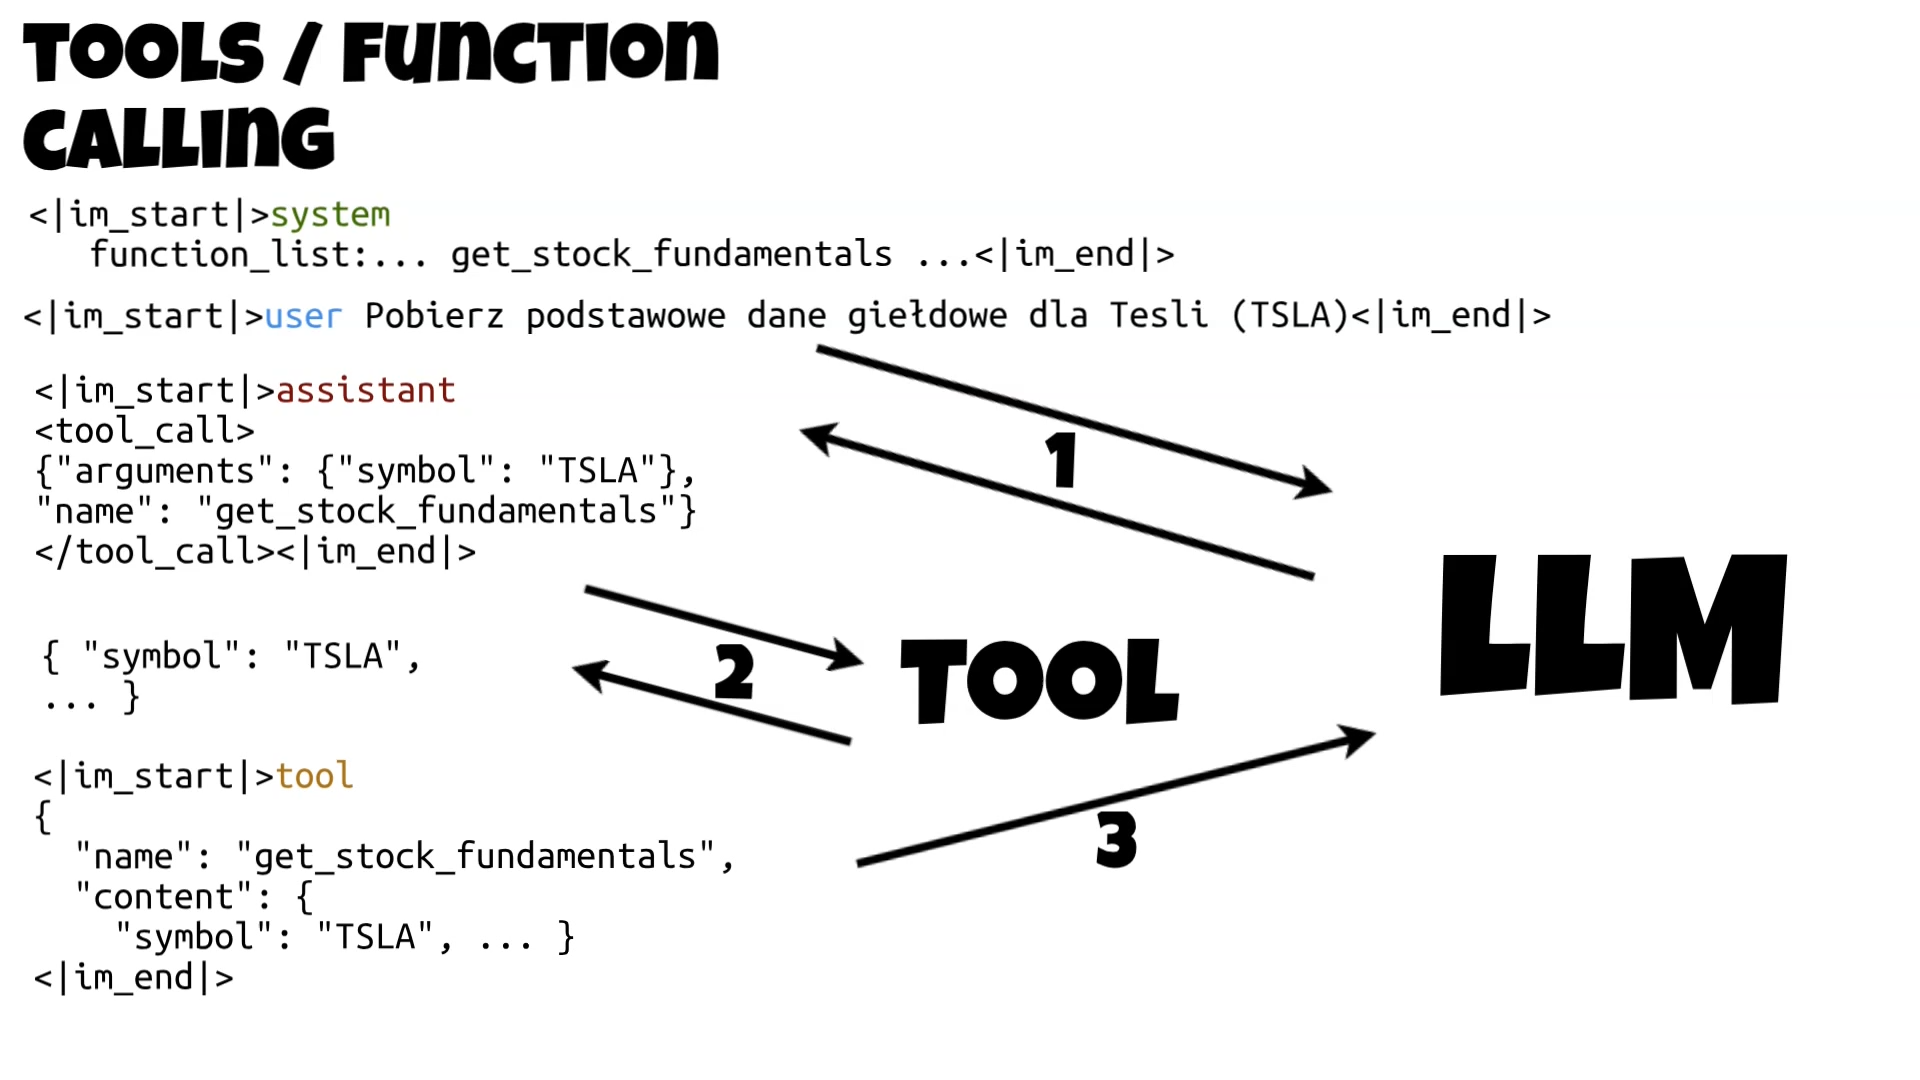 TOOLS / FUNCTION
CALLING
<|im_start|>system
function_list:... get_stock_fundamentals ...<|im_end|>
<|im_start|>user Pobierz podstawowe dane giełdowe dla Tesli (TSLA)<|im_end|>
<|im_start|>assistant
<tool_call>
{"arguments": {"symbol": "TSLA"},
"name": "get_stock_fundamentals"}
</tool_call><|im_end|>
1
LLM
{ "symbol": "TSLA",
... }
2
TOOL
<|im_start|>tool
{
"name": "get_stock_fundamentals",
"content": {
"symbol": "TSLA", ... }
<|im_end|>
3